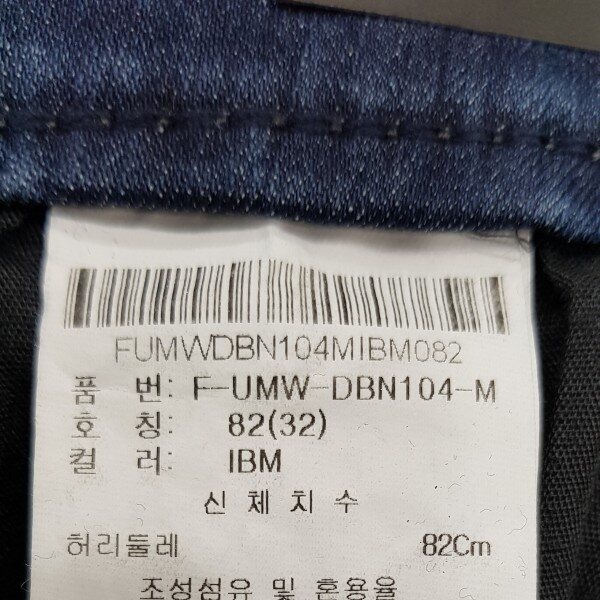 FUMWDBN104MIBM082
품 번: F-UMW-DBN104-M
호 칭: 82(32)
컬 러: IBM
신체치수
허리둘레 82Cm
조성섬유 및 혼용율